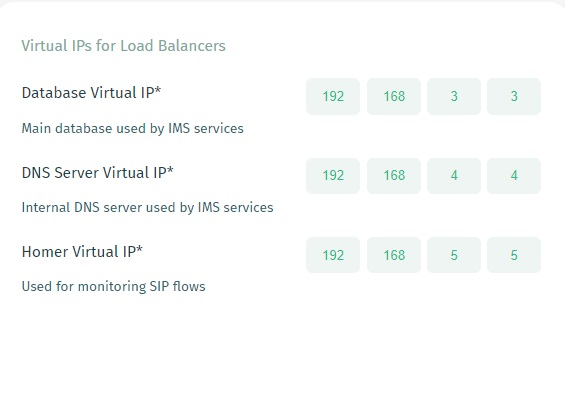 Virtual IPs for Load Balancers
Database Virtual IP* 192 168 3 3
Main database used by IMS services
DNS Server Virtual IP* 192 168 4 4
Internal DNS server used by IMS services
Homer Virtual IP* 192 168 5 5
Used for monitoring SIP flows